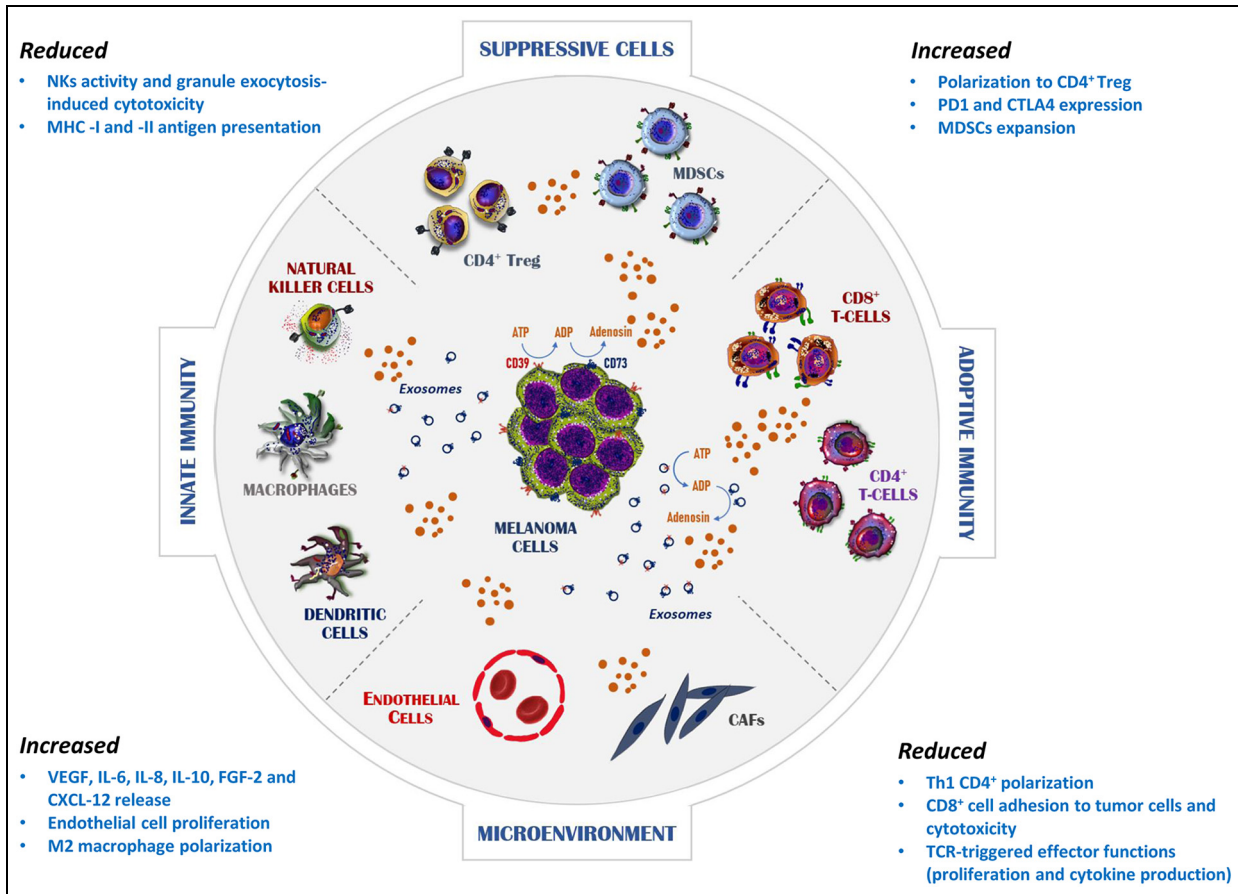 Reduced
• NKs activity and granule exocytosis-
induced cytotoxicity
• MHC -I and -II antigen presentation
SUPPRESSIVE CELLS
Increased
• Polarization to CD4+ Treg
• PD1 and CTLA4 expression
• MDSCs expansion
MDSCs
CD4+ Treg
NATURAL
KILLER CELLS
CD8+
T-CELLS
ATP
ADP
Adenosin
CD39
CD73
Exosomes
INNATE IMMUNITY
ADOPTIVE IMMUNITY
MACROPHAGES
ATP
ADP
Adenosin
CD4+
T-CELLS
MELANOMA
CELLS
DENDRITIC
CELLS
Exosomes
ENDOTHELIAL
CELLS
CAFs
Increased
• VEGF, IL-6, IL-8, IL-10, FGF-2 and
CXCL-12 release
• Endothelial cell proliferation
• M2 macrophage polarization
MICROENVIRONMENT
Reduced
• Th1 CD4+ polarization
• CD8+ cell adhesion to tumor cells and
cytotoxicity
• TCR-triggered effector functions
(proliferation and cytokine production)